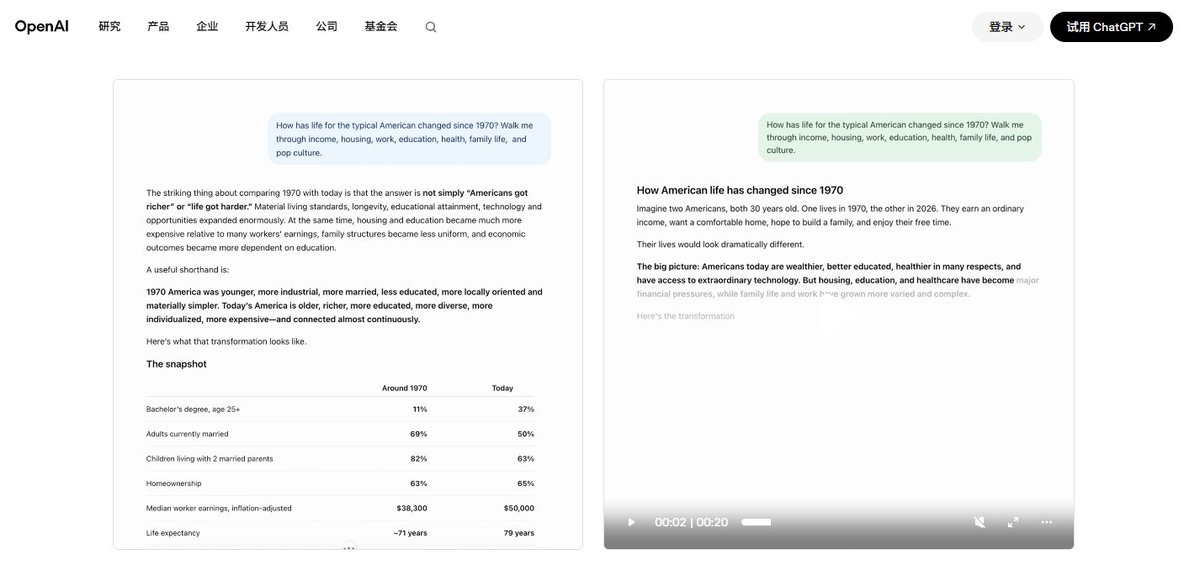 OpenAI
研究
产品
企业
开发人员
公司
基金会
登录
试用 ChatGPT ↗
How has life for the typical American changed since 1970? Walk me
through income, housing, work, education, health, family life, and
pop culture.
The striking thing about comparing 1970 with today is that the answer is not simply “Americans got
richer” or “life got harder.” Material living standards, longevity, educational attainment, technology and
opportunities expanded enormously. At the same time, housing and education became much more
expensive relative to many workers' earnings, family structures became less uniform, and economic
outcomes became more dependent on education.
A useful shorthand is:
1970 America was younger, more industrial, more married, less educated, more locally oriented and
materially simpler. Today's America is older, richer, more educated, more diverse, more
individualized, more expensive—and connected almost continuously.
Here's what that transformation looks like.
The snapshot
Around 1970 Today
Bachelor's degree, age 25+ 11% 37%
Adults currently married 69% 50%
Children living with 2 married parents 82% 63%
Homeownership 63% 65%
Median worker earnings, inflation-adjusted $38,300 $50,000
Life expectancy ~71 years 79 years
How has life for the typical American changed since 1970? Walk me
through income, housing, work, education, health, family life, and pop
culture.
How American life has changed since 1970
Imagine two Americans, both 30 years old. One lives in 1970, the other in 2026. They earn an ordinary
income, want a comfortable home, hope to build a family, and enjoy their free time.
Their lives would look dramatically different.
The big picture: Americans today are wealthier, better educated, healthier in many respects, and
have access to extraordinary technology. But housing, education, and healthcare have become major
financial pressures, while family life and work have grown more varied and complex.
Here's the transformation
00:02 | 00:20